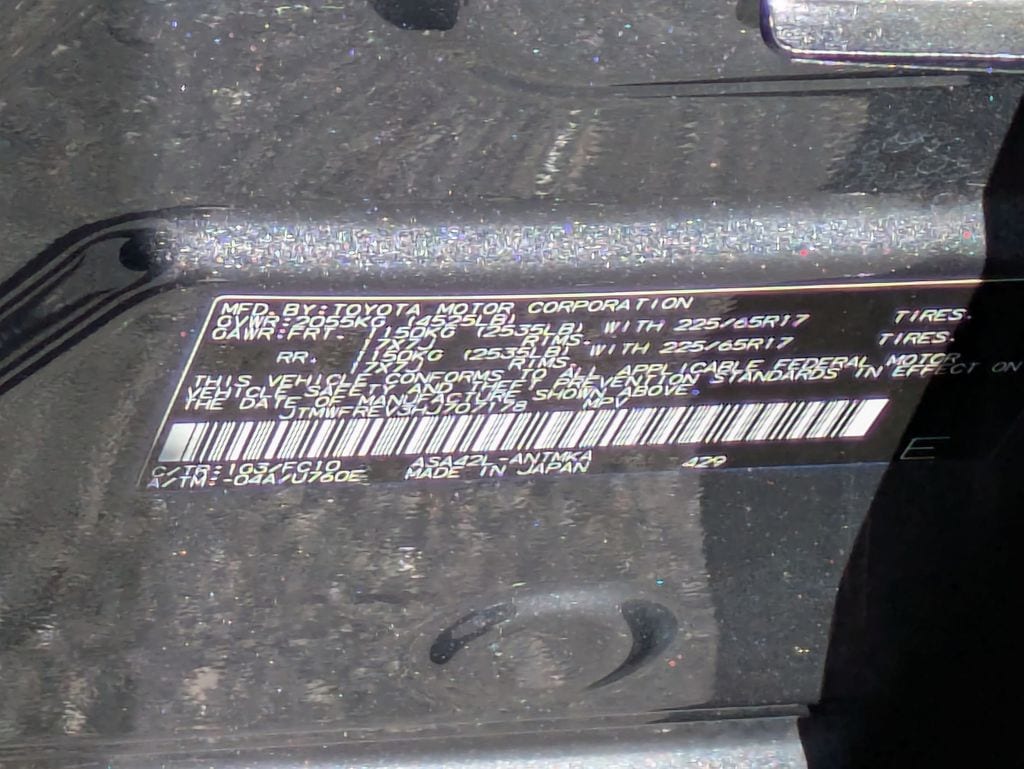 MFD. BY: TOYOTA MOTOR CORPORATION
GVWR: 2055KG (4525LB)
GAWR: FRT. 1150KG (2535LB) WITH 225/65R17 TIRES.
17X7J RIMS.
RR. 1150KG (2535LB) WITH 225/65R17 TIRES.
17X7J RIMS.
THIS VEHICLE CONFORMS TO ALL APPLICABLE FEDERAL MOTOR
VEHICLE SAFETY AND THEFT PREVENTION STANDARDS IN EFFECT ON
THE DATE OF MANUFACTURE SHOWN ABOVE.
JTMWFREV3HJ707178 MPV
C/TR: 1G3/FC10 ASA42L-ANTMKA 429
A/TM: -04A/U760E MADE IN JAPAN
E